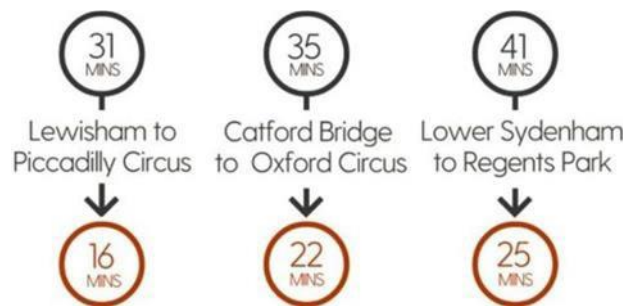 31
MINS
Lewisham to
Piccadilly Circus
16
MINS
35
MINS
Catford Bridge
to Oxford Circus
22
MINS
41
MINS
Lower Sydenham
to Regents Park
25
MINS